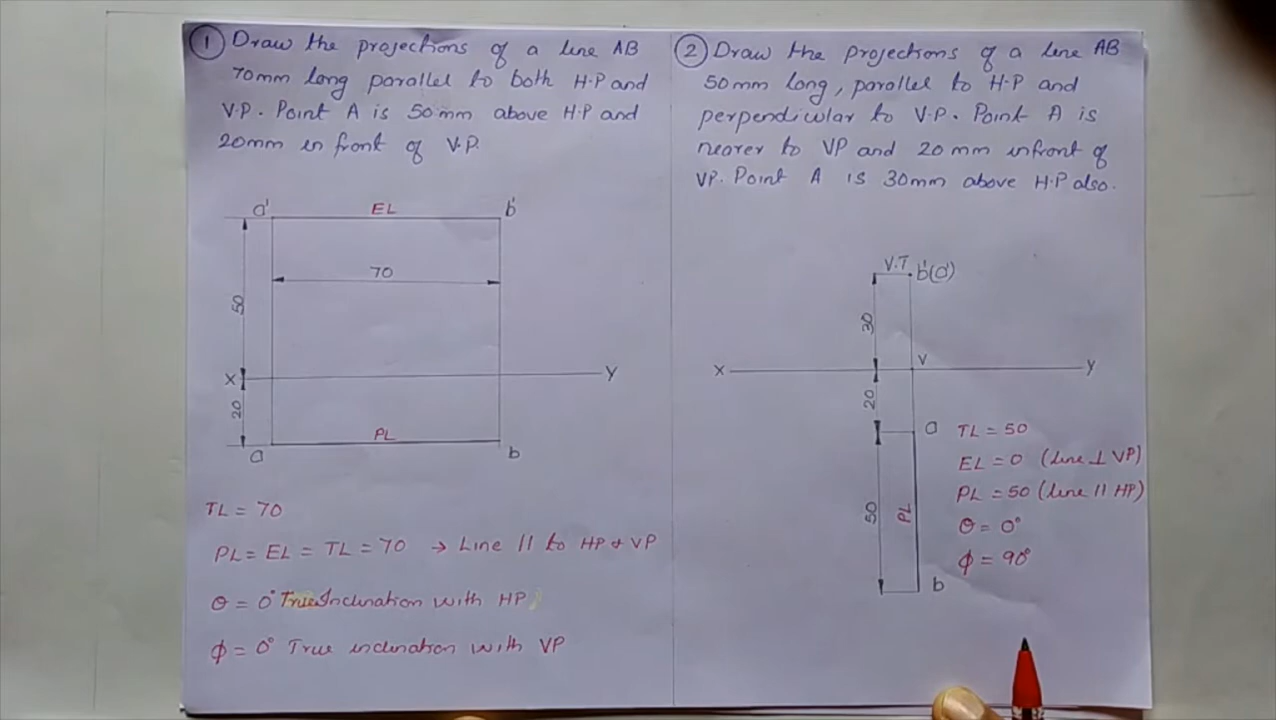 1 Draw the projections of a line AB
70mm long parallel to both H.P and
V.P. Point A is 50mm above H.P and
20mm in front of V.P.
a' EL b'
70
50
X Y
20
PL
a b
TL = 70
PL = EL = TL = 70 → Line // to HP & VP
θ = 0° True Inclination with HP
ϕ = 0° True inclination with VP
2 Draw the projections of a line AB
50mm long, parallel to H.P and
perpendicular to V.P. Point A is
nearer to VP and 20mm infront of
VP. Point A is 30mm above H.P also.
V.T b'(a')
30
X V Y
20
a TL = 50
EL = 0 (line ⊥ VP)
50 PL PL = 50 (line // HP)
θ = 0°
ϕ = 90°
b